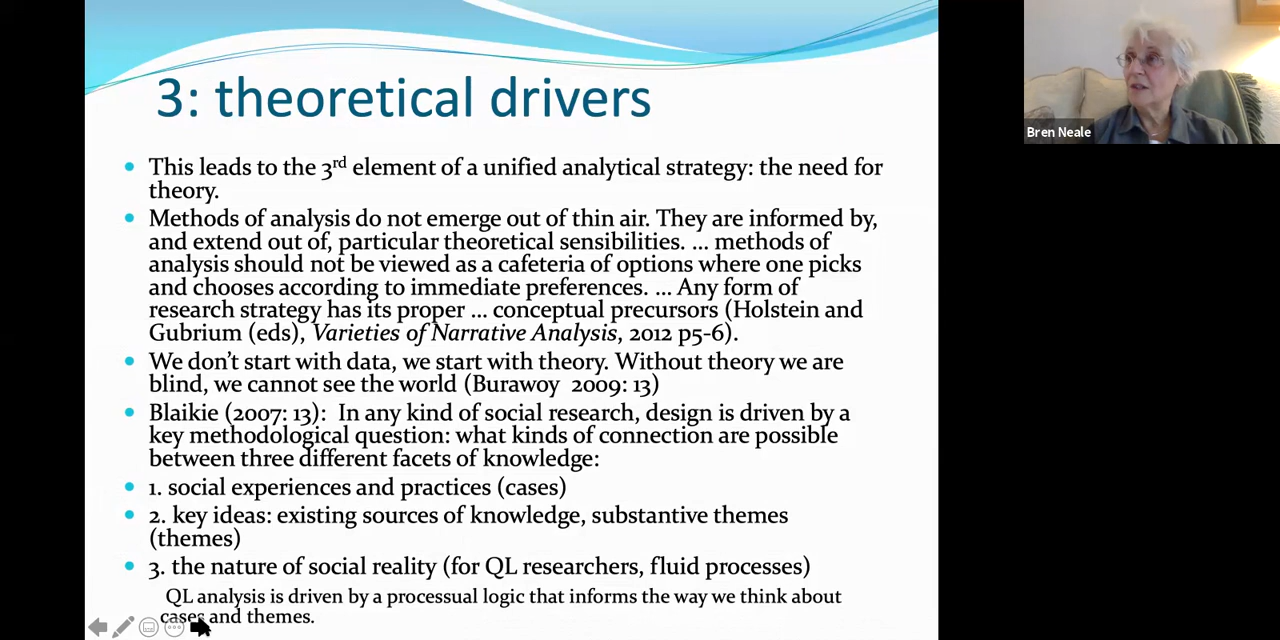 3: theoretical drivers
• This leads to the 3rd element of a unified analytical strategy: the need for
theory.
• Methods of analysis do not emerge out of thin air. They are informed by,
and extend out of, particular theoretical sensibilities. ... methods of
analysis should not be viewed as a cafeteria of options where one picks
and chooses according to immediate preferences. ... Any form of
research strategy has its proper ... conceptual precursors (Holstein and
Gubrium (eds), Varieties of Narrative Analysis, 2012 p5-6).
• We don't start with data, we start with theory. Without theory we are
blind, we cannot see the world (Burawoy 2009: 13)
• Blaikie (2007: 13): In any kind of social research, design is driven by a
key methodological question: what kinds of connection are possible
between three different facets of knowledge:
• 1. social experiences and practices (cases)
• 2. key ideas: existing sources of knowledge, substantive themes
(themes)
• 3. the nature of social reality (for QL researchers, fluid processes)
QL analysis is driven by a processual logic that informs the way we think about
cases and themes.
Bren Neale